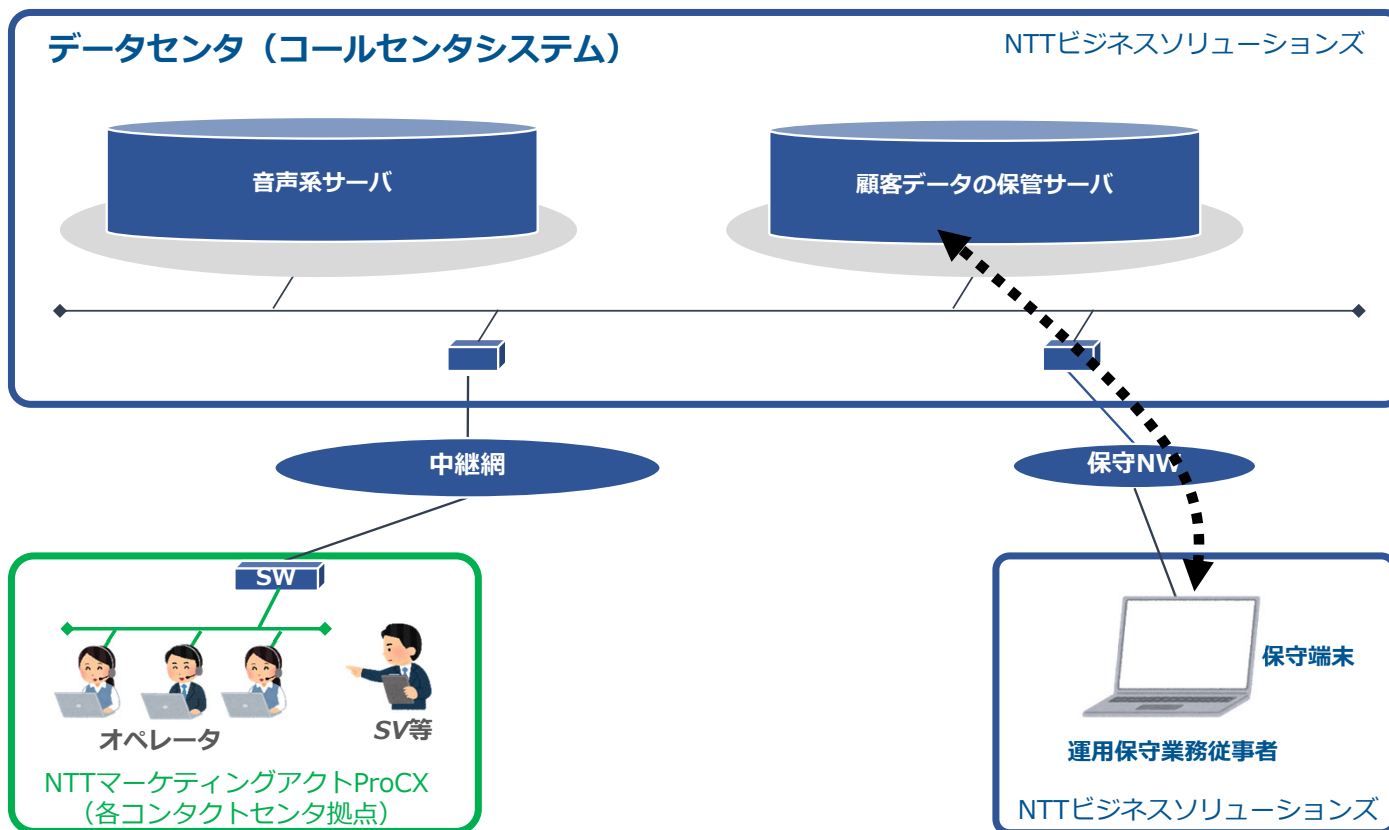 データセンタ（コールセンタシステム）
NTTビジネスソリューションズ
音声系サーバ
顧客データの保管サーバ
中継網
保守NW
SW
オペレータ
SV等
NTTマーケティングアクトProCX
（各コンタクトセンタ拠点）
保守端末
運用保守業務従事者
NTTビジネスソリューションズ